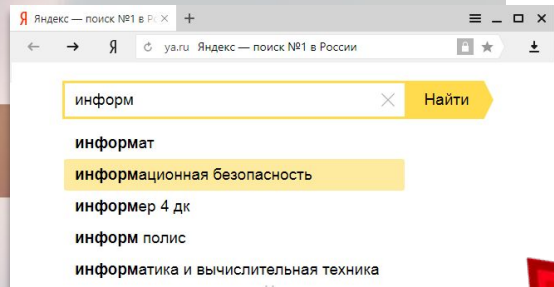 Я Яндекс — поиск №1 в Р
Я ya.ru Яндекс — поиск №1 в России
информ Найти
информат
информационная безопасность
информер 4 дк
информ полис
информатика и вычислительная техника